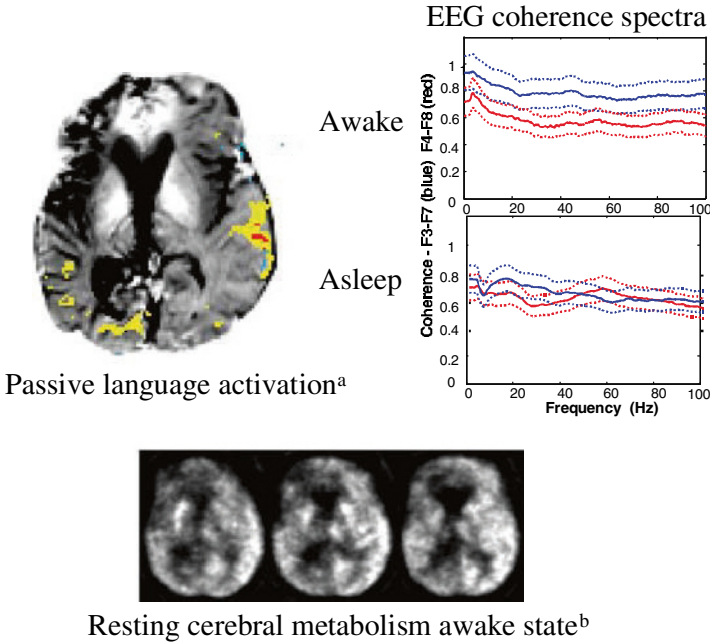 EEG coherence spectra
Awake
1
0.8
0.6
0.4
0.2
0
0 20 40 60 80 100
Asleep
0.8
0.6
0.4
0.2
0
0 20 40 60 80 100
Frequency (Hz)
Coherence - F3-F7 (blue) F4-F8 (red)
Passive language activationa
Resting cerebral metabolism awake stateb